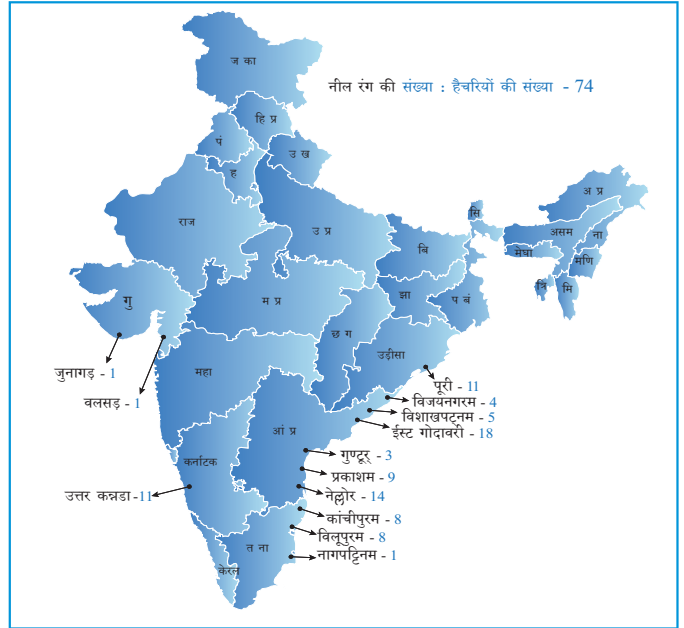 ज का
नील रंग की संख्या : हैचरियों की संख्या - 74
हि प्र
पं
उ ख
ह
अ प्र
राज
सि
उ प्र
असम
ना
बि
मेघा
मणि
गु
म प्र
झा
प बं
त्रि
मि
छ ग
उड़ीसा
महा
जुनागड़ - 1
पूरी - 11
वलसड़ - 1
विजयनगरम - 4
विशाखपट्नम - 5
आं प्र
ईस्ट गोदावरी - 18
गुण्टूर् - 3
कर्नाटक
प्रकाशम - 9
उत्तर कन्नडा -11
नेल्लोर - 14
कांचीपुरम - 8
विलूपुरम - 8
त ना
नागपट्टिनम - 1
केरल